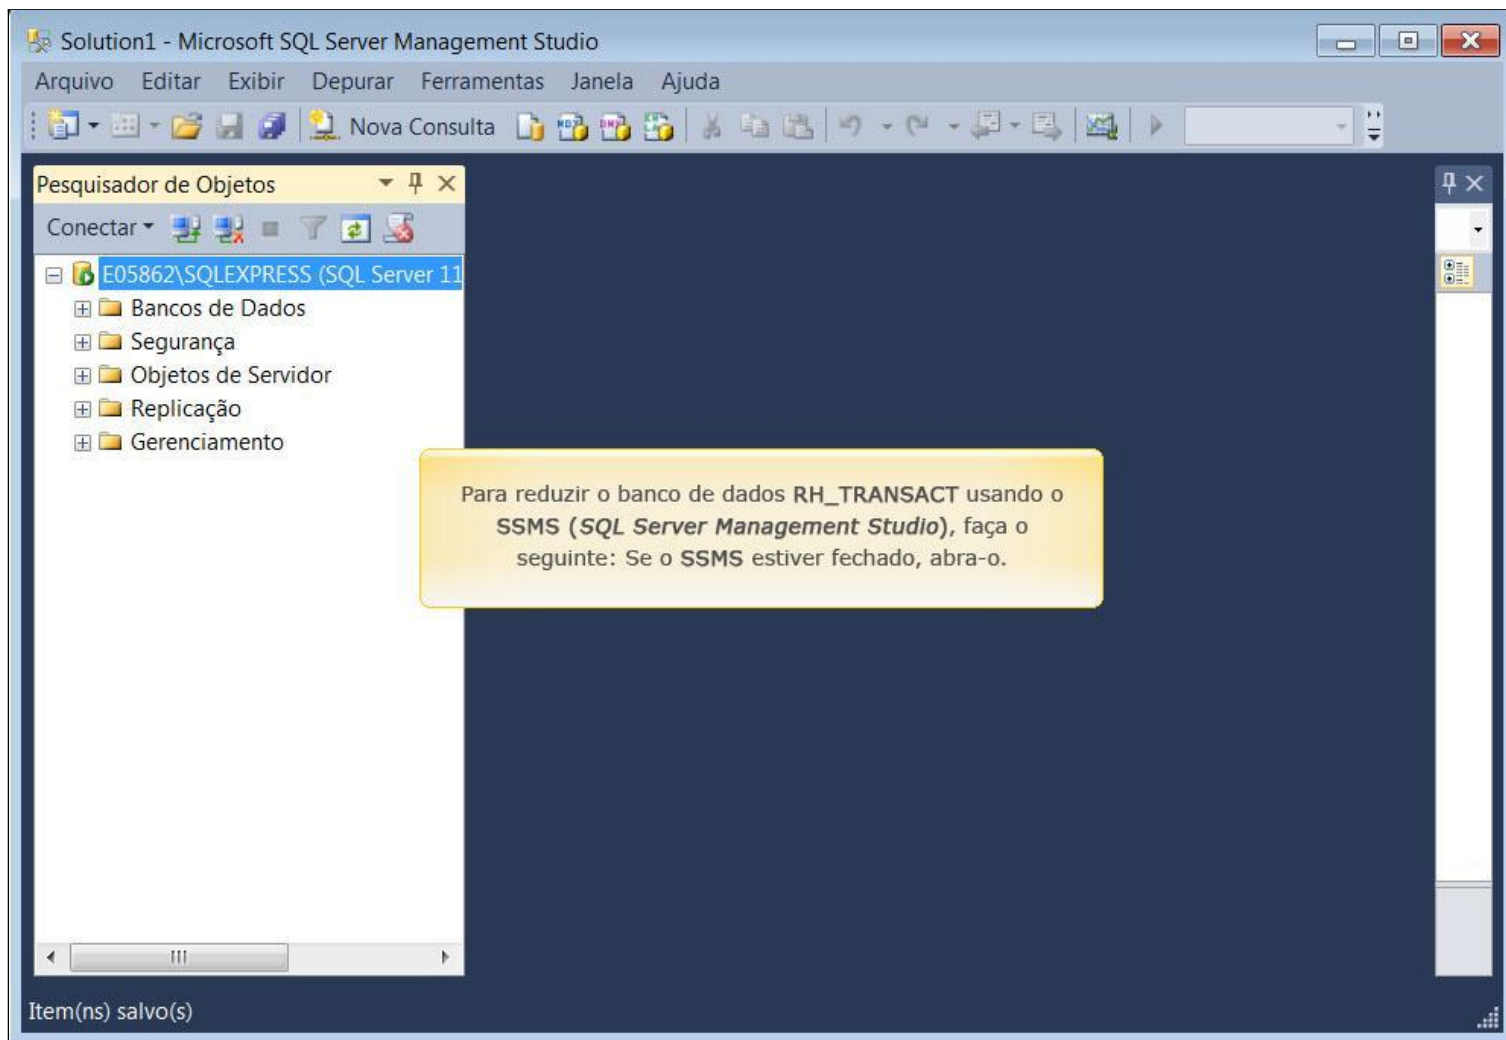 Solution1 - Microsoft SQL Server Management Studio
Arquivo Editar Exibir Depurar Ferramentas Janela Ajuda
Nova Consulta
Pesquisador de Objetos
Conectar
E05862\SQLEXPRESS (SQL Server 11
Bancos de Dados
Segurança
Objetos de Servidor
Replicação
Gerenciamento
Para reduzir o banco de dados RH_TRANSACT usando o
SSMS (SQL Server Management Studio), faça o
seguinte: Se o SSMS estiver fechado, abra-o.
Item(ns) salvo(s)